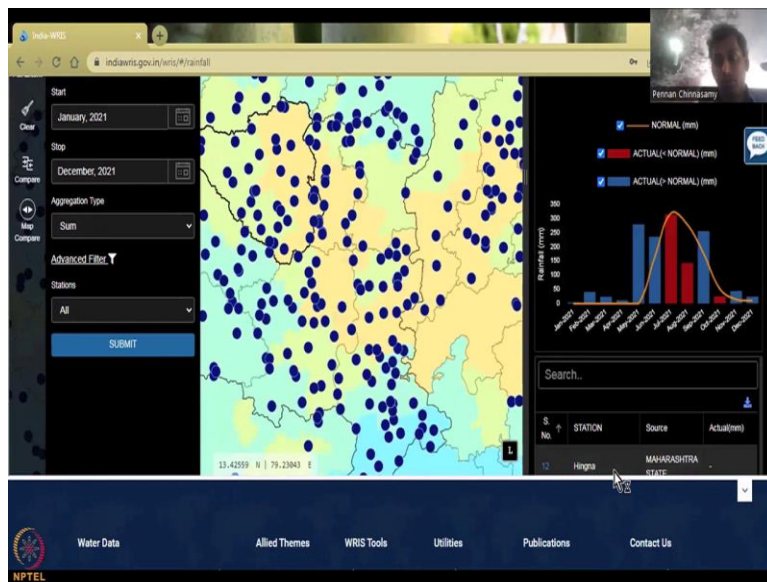 India-WRIS
indiawris.gov.in/wris/#/rainfall
Pennan Chinnasamy
Clear
Compare
Map
Compare
Start
January, 2021
Stop
December, 2021
Aggregation Type
Sum
Advanced Filter
Stations
All
SUBMIT
13.42559 N | 79.23043 E
L
FEED
BACK
NORMAL (mm)
ACTUAL(< NORMAL) (mm)
ACTUAL(> NORMAL) (mm)
Rainfall (mm)
350
300
250
200
150
100
50
0
Jan-2021
Feb-2021
Mar-2021
Apr-2021
May-2021
Jun-2021
Jul-2021
Aug-2021
Sep-2021
Oct-2021
Nov-2021
Dec-2021
Search..
S. No. STATION Source Actual(mm)
12 Hingna MAHARASHTRA STATE -
Water Data Allied Themes WRIS Tools Utilities Publications Contact Us
NPTEL